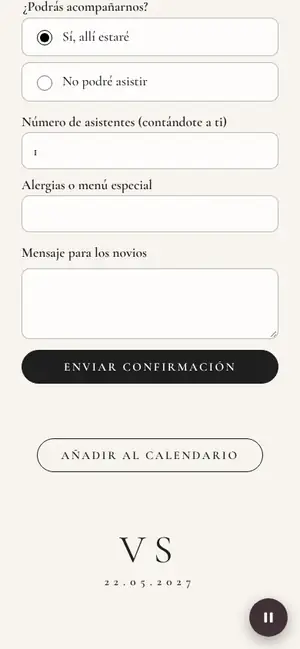 ¿Podrás acompañarnos?
Sí, allí estaré
No podré asistir
Número de asistentes (contándote a ti)
1
Alergias o menú especial
Mensaje para los novios
ENVIAR CONFIRMACIÓN
AÑADIR AL CALENDARIO
VS
22.05.2027